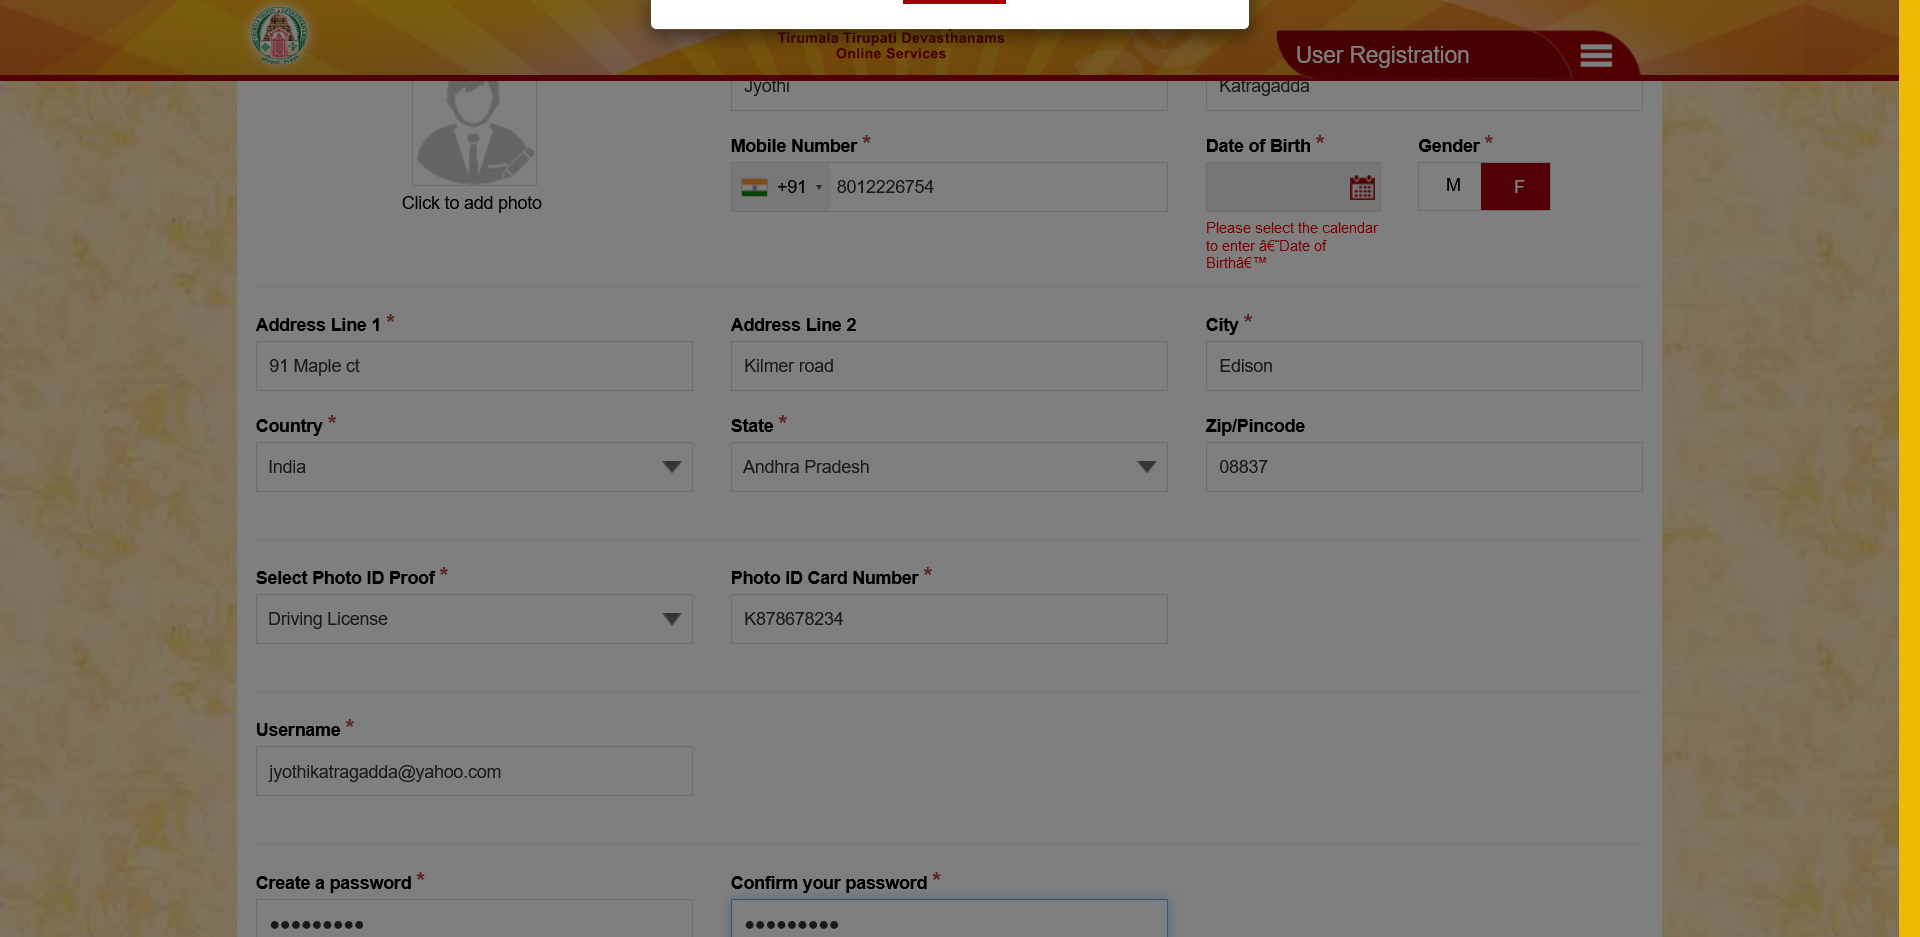 Tirumala Tirupati Devasthanams
Online Services
User Registration
Jyothi
Katragadda
Click to add photo
Mobile Number *
+91
8012226754
Date of Birth *
Please select the calendar
to enter â€˜Date of
Birthâ€™
Gender *
M
F
Address Line 1 *
91 Maple ct
Address Line 2
Kilmer road
City *
Edison
Country *
India
State *
Andhra Pradesh
Zip/Pincode
08837
Select Photo ID Proof *
Driving License
Photo ID Card Number *
K878678234
Username *
jyothikatragadda@yahoo.com
Create a password *
•••••••••
Confirm your password *
•••••••••